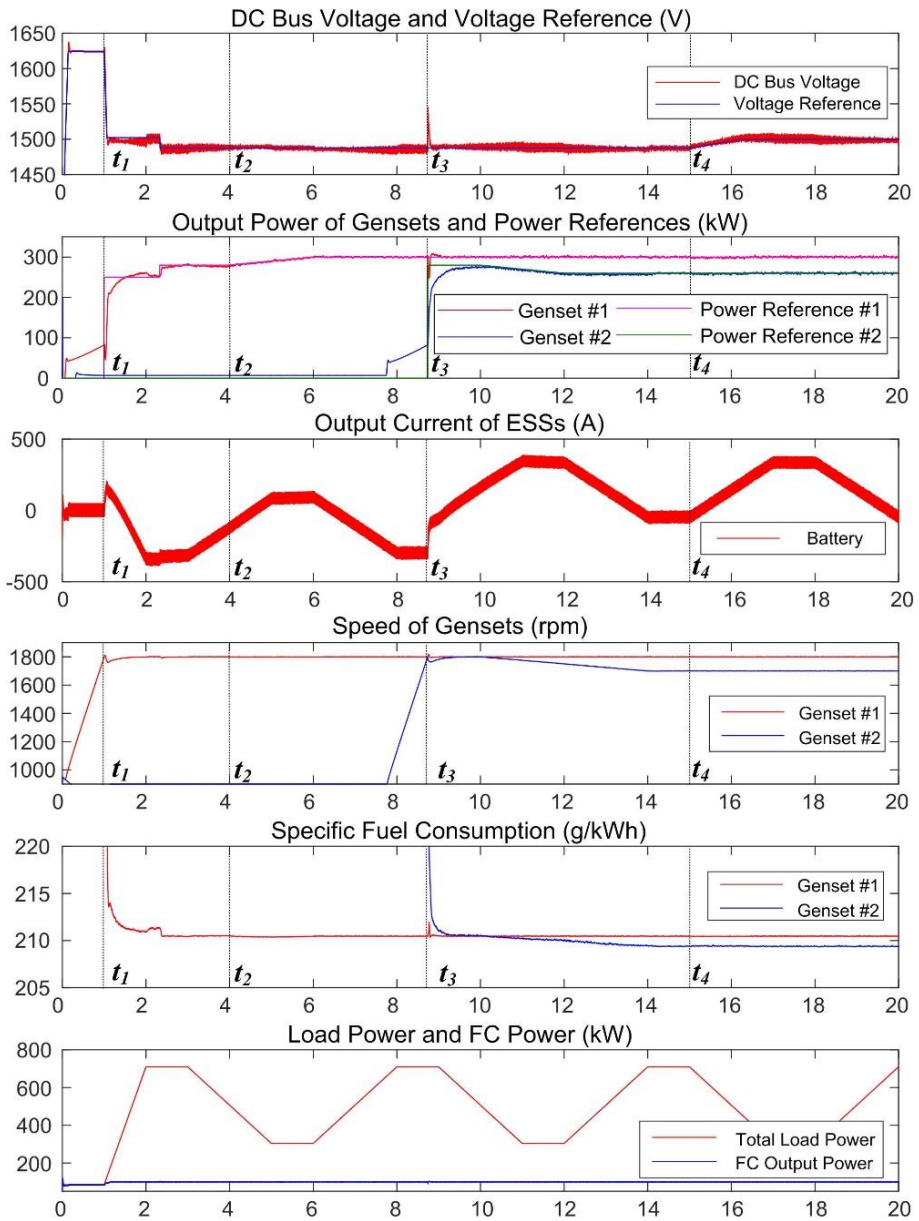 DC Bus Voltage and Voltage Reference (V)
1650
1600
1550
1500
1450
DC Bus Voltage
Voltage Reference
t1 t2 t3 t4
0 2 4 6 8 10 12 14 16 18 20
Output Power of Gensets and Power References (kW)
300
200
100
0
Genset #1 Power Reference #1
Genset #2 Power Reference #2
t1 t2 t3 t4
0 2 4 6 8 10 12 14 16 18 20
Output Current of ESSs (A)
500
0
-500
Battery
t1 t2 t3 t4
0 2 4 6 8 10 12 14 16 18 20
Speed of Gensets (rpm)
1800
1600
1400
1200
1000
Genset #1
Genset #2
t1 t2 t3 t4
0 2 4 6 8 10 12 14 16 18 20
Specific Fuel Consumption (g/kWh)
220
215
210
205
Genset #1
Genset #2
t1 t2 t3 t4
0 2 4 6 8 10 12 14 16 18 20
Load Power and FC Power (kW)
800
600
400
200
Total Load Power
FC Output Power
0 2 4 6 8 10 12 14 16 18 20